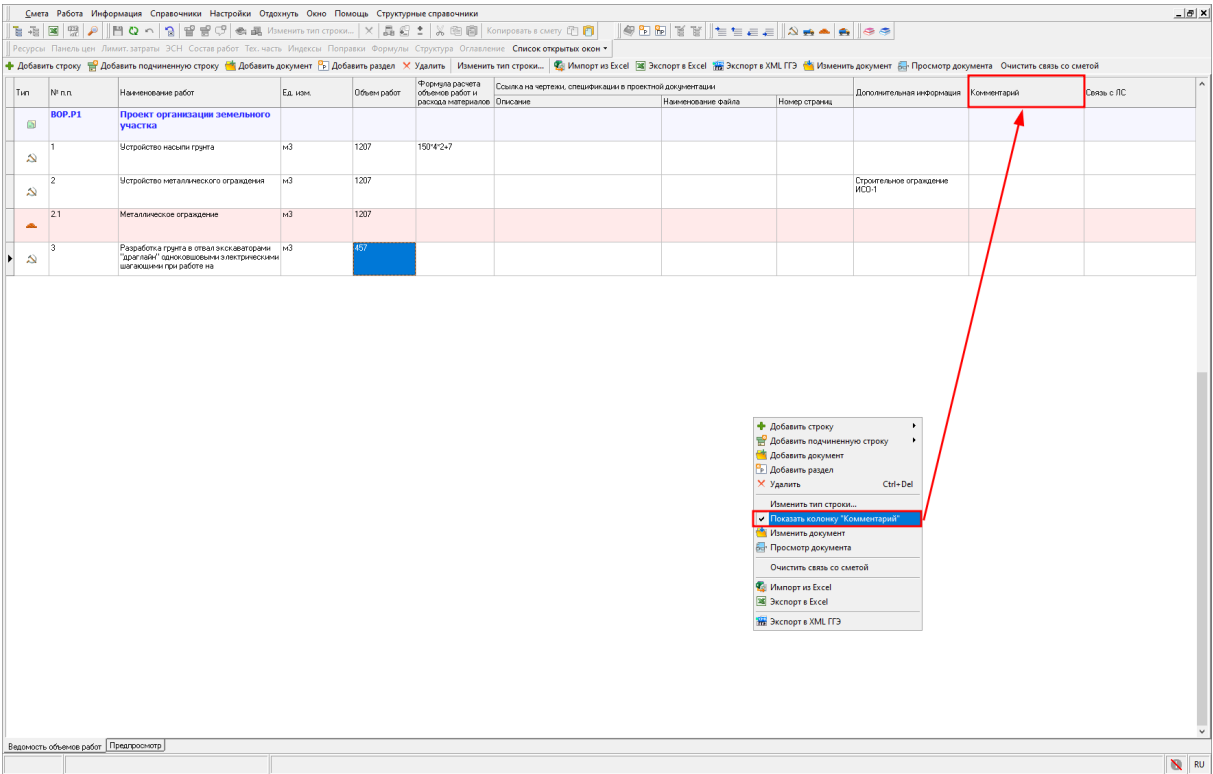 Смета Работа Информация Справочники Настройки Отдохнуть Окно Помощь Структурные справочники
Изменить тип строки... Копировать в смету
Ресурсы Панель цен Лимит. затраты ЭСН Состав работ Тех. часть Индексы Поправки Формулы Структура Оглавление Список открытых окон
Добавить строку Добавить подчиненную строку Добавить документ Добавить раздел Удалить Изменить тип строки... Импорт из Excel Экспорт в Excel Экспорт в XML ГГЭ Изменить документ Просмотр документа Очистить связь со сметой
Тип № п.п. Наименование работ Ед. изм. Объем работ
Формула расчета
объемов работ и
расхода материалов
Ссылка на чертежи, спецификации в проектной документации
Описание Наименование файла Номер страниц
Дополнительная информация Комментарий Связь с ЛС
ВОР.Р1 Проект организации земельного
участка
1 Устройство насыпи грунта м3 1207 150*4*2+7
2 Устройство металлического ограждения м3 1207 Строительное ограждение
ИСО-1
2.1 Металлическое ограждение м3 1207
3 Разработка грунта в отвал экскаваторами м3 457
"драглайн" одноковшовыми электрическими
шагающими при работе на
Добавить строку
Добавить подчиненную строку
Добавить документ
Добавить раздел
Удалить Ctrl+Del
Изменить тип строки...
Показать колонку "Комментарий"
Изменить документ
Просмотр документа
Очистить связь со сметой
Импорт из Excel
Экспорт в Excel
Экспорт в XML ГГЭ
Ведомость объемов работ Предпросмотр
RU